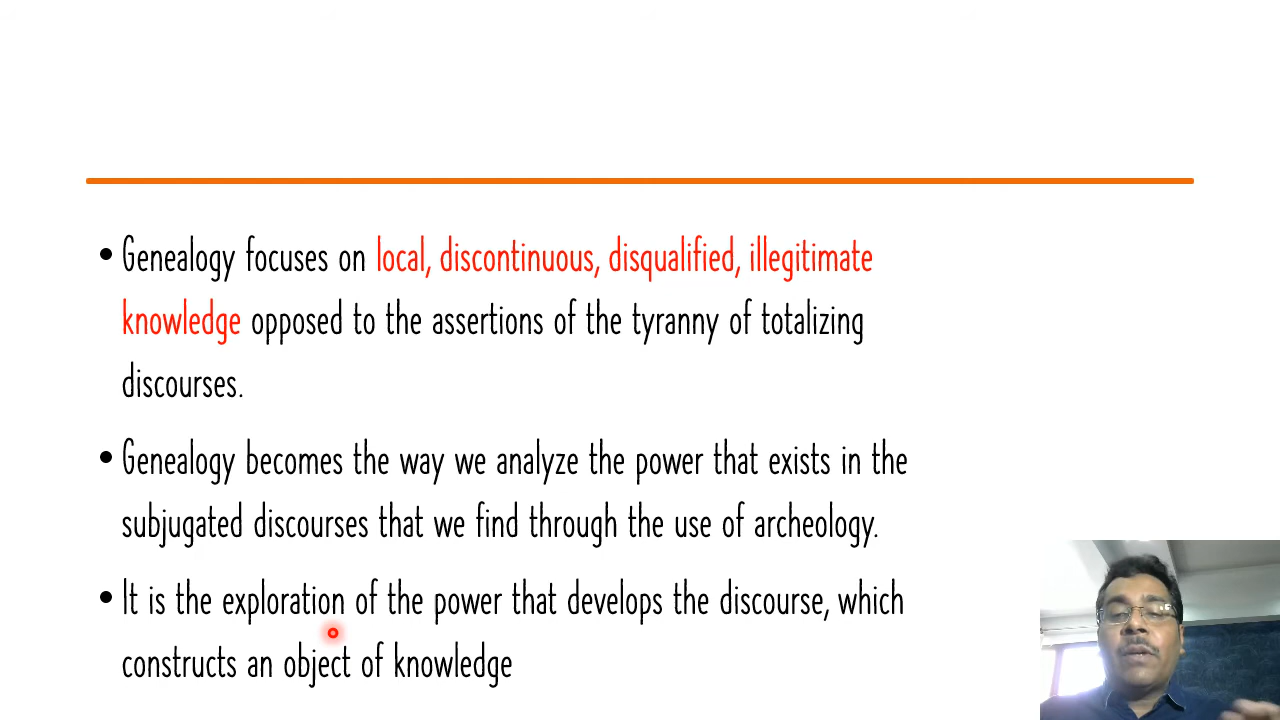 • Genealogy focuses on local, discontinuous, disqualified, illegitimate
knowledge opposed to the assertions of the tyranny of totalizing
discourses.
• Genealogy becomes the way we analyze the power that exists in the
subjugated discourses that we find through the use of archeology.
• It is the exploration of the power that develops the discourse, which
constructs an object of knowledge